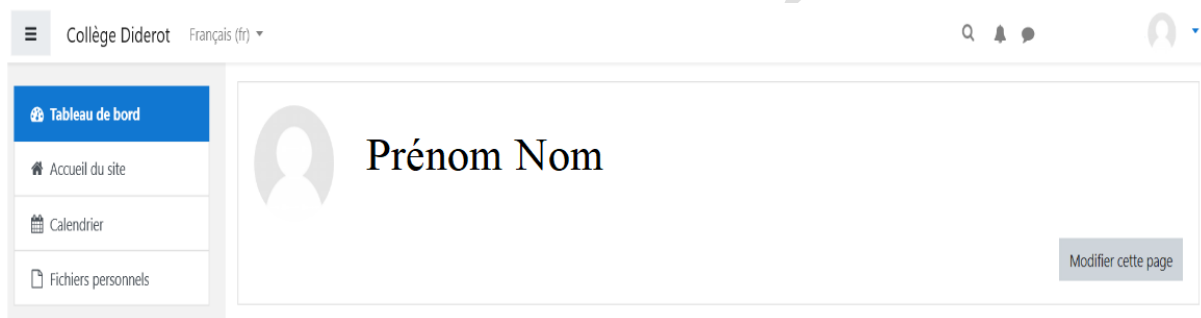 Collège Diderot Français (fr)
Tableau de bord
Prénom Nom
Accueil du site
Calendrier
Modifier cette page
Fichiers personnels